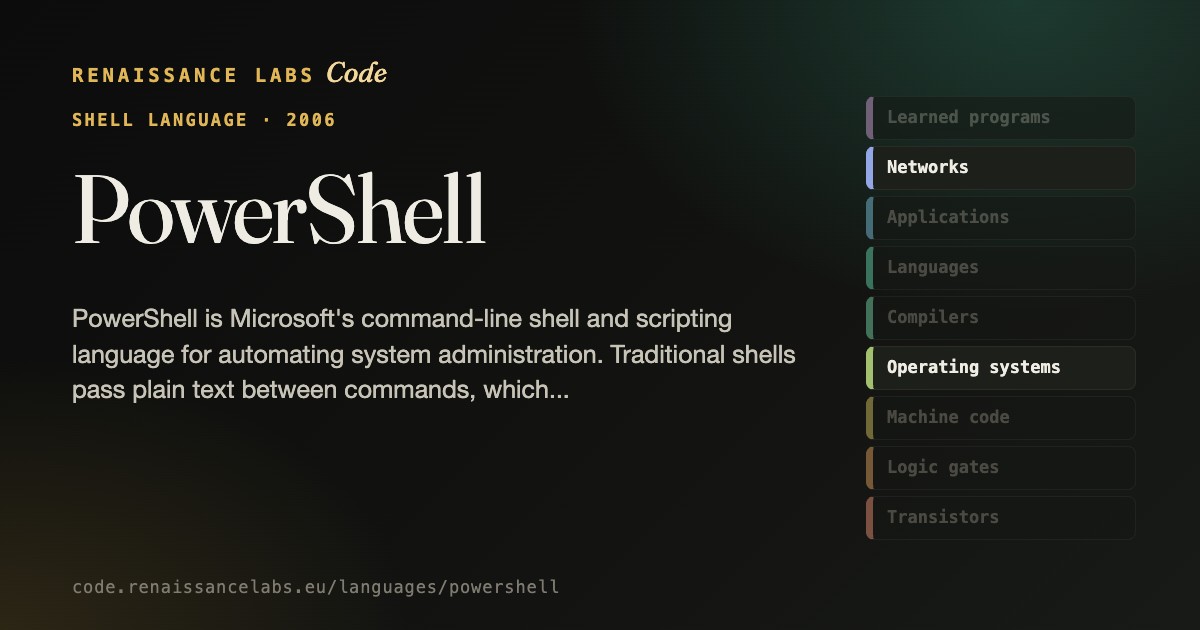 RENAISSANCE LABS Code
SHELL LANGUAGE · 2006
PowerShell
PowerShell is Microsoft's command-line shell and scripting
language for automating system administration. Traditional shells
pass plain text between commands, which...
code.renaissancelabs.eu/languages/powershell
Learned programs
Networks
Applications
Languages
Compilers
Operating systems
Machine code
Logic gates
Transistors